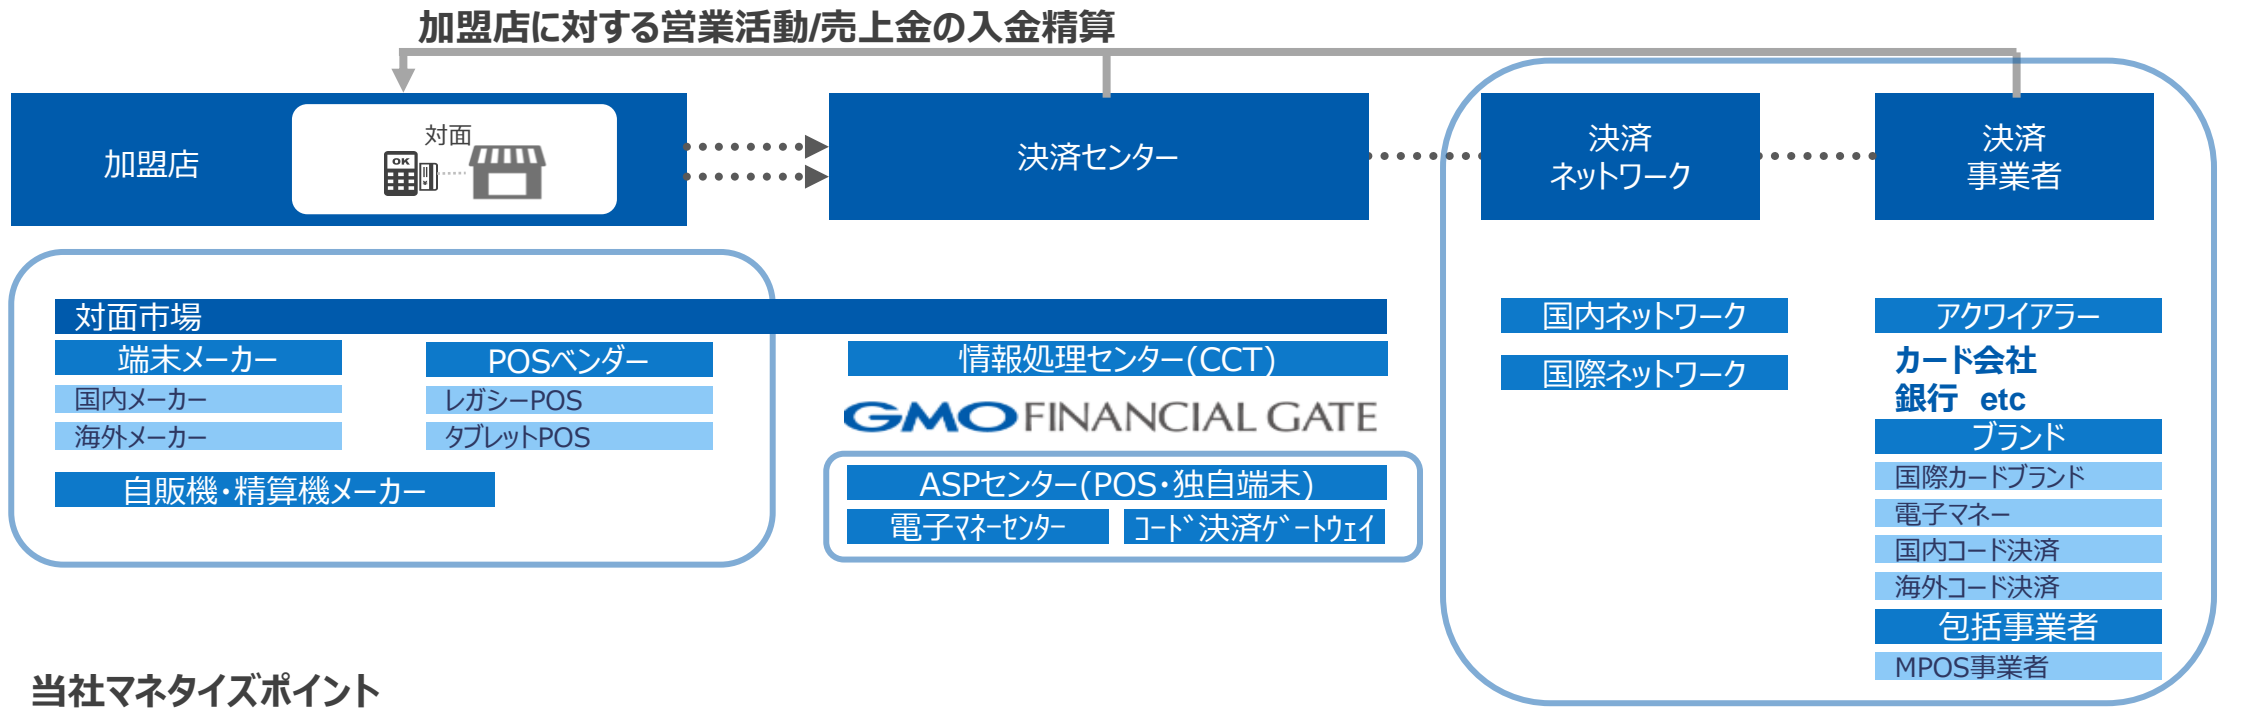 加盟店に対する営業活動/売上金の入金精算
加盟店
対面
OK
決済センター
決済
ネットワーク
決済
事業者
対面市場
端末メーカー
国内メーカー
海外メーカー
POSベンダー
レガシーPOS
タブレットPOS
自販機・精算機メーカー
情報処理センター(CCT)
GMO FINANCIAL GATE
ASPセンター(POS・独自端末)
電子マネーセンター
コード決済ゲートウェイ
国内ネットワーク
国際ネットワーク
アクワイアラー
カード会社
銀行 etc
ブランド
国際カードブランド
電子マネー
国内コード決済
海外コード決済
包括事業者
MPOS事業者
当社マネタイズポイント